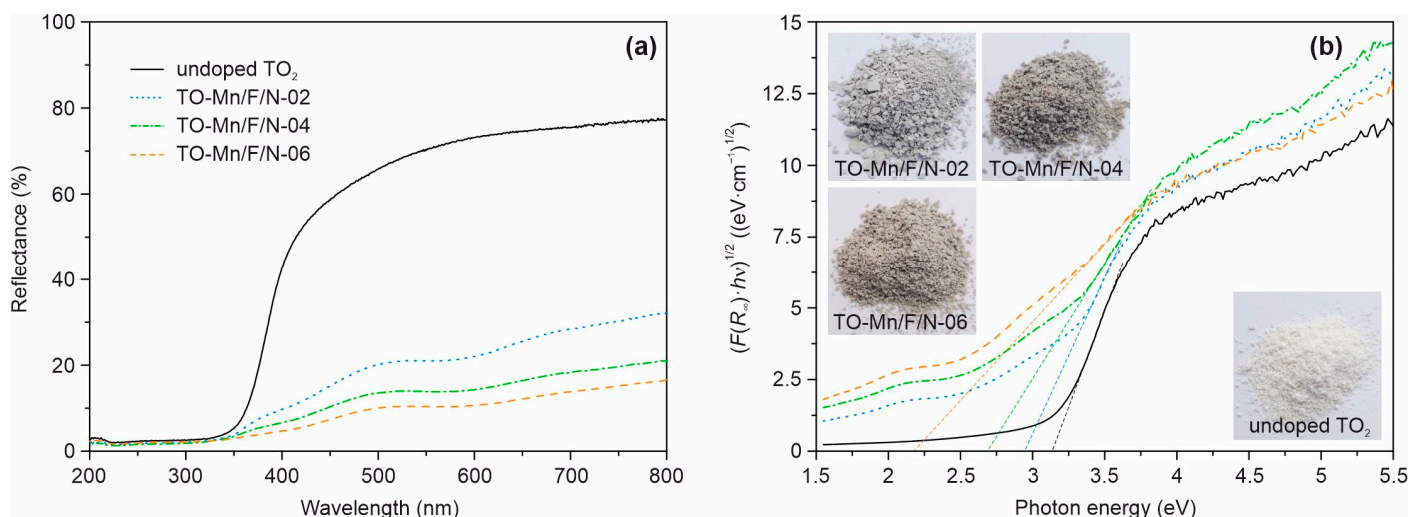 (a)
100
80
60
40
20
0
Reflectance (%)
undoped TO₂
TO-Mn/F/N-02
TO-Mn/F/N-04
TO-Mn/F/N-06
200 300 400 500 600 700 800
Wavelength (nm)
(b)
15
12.5
10
7.5
5
2.5
0
(F(R∞)·hν)^1/2 ((eV·cm⁻¹)^1/2)
TO-Mn/F/N-02
TO-Mn/F/N-04
TO-Mn/F/N-06
undoped TO₂
1.5 2 2.5 3 3.5 4 4.5 5 5.5
Photon energy (eV)